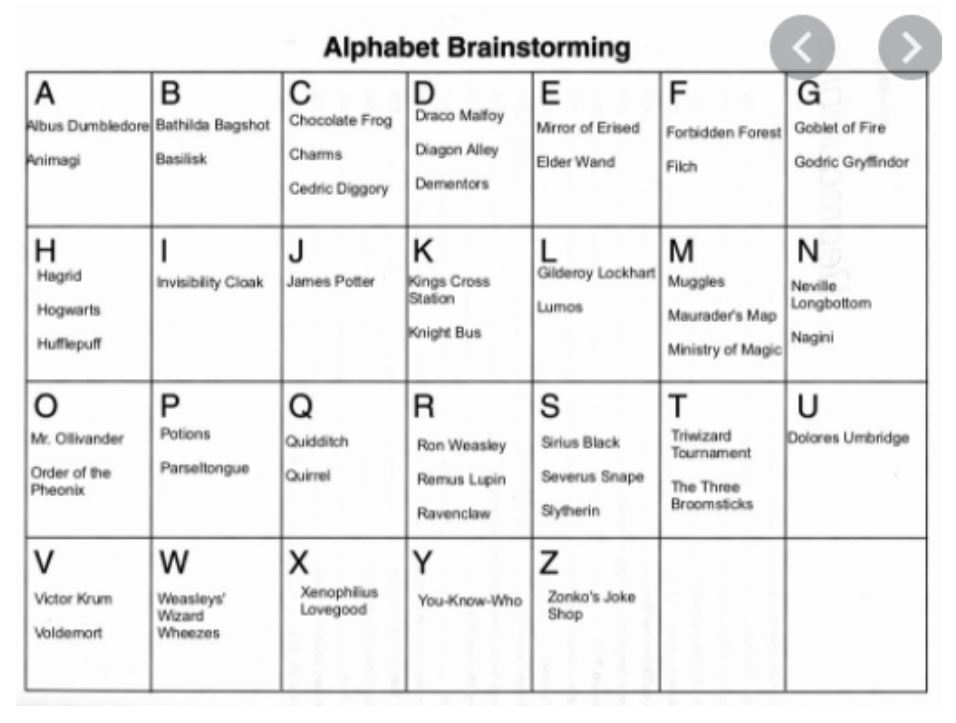 Alphabet Brainstorming
A
Albus Dumbledore
Animagi
B
Bathilda Bagshot
Basilisk
C
Chocolate Frog
Charms
Cedric Diggory
D
Draco Malfoy
Diagon Alley
Dementors
E
Mirror of Erised
Elder Wand
F
Forbidden Forest
Filch
G
Goblet of Fire
Godric Gryffindor
H
Hagrid
Hogwarts
Hufflepuff
I
Invisibility Cloak
J
James Potter
K
Kings Cross
Station
Knight Bus
L
Gilderoy Lockhart
Lumos
M
Muggles
Maurader's Map
Ministry of Magic
N
Neville
Longbottom
Nagini
O
Mr. Ollivander
Order of the
Pheonix
P
Potions
Parseltongue
Q
Quidditch
Quirrel
R
Ron Weasley
Remus Lupin
Ravenclaw
S
Sirius Black
Severus Snape
Slytherin
T
Triwizard
Tournament
The Three
Broomsticks
U
Dolores Umbridge
V
Victor Krum
Voldemort
W
Weasleys'
Wizard
Wheezes
X
Xenophilius
Lovegood
Y
You-Know-Who
Z
Zonko's Joke
Shop